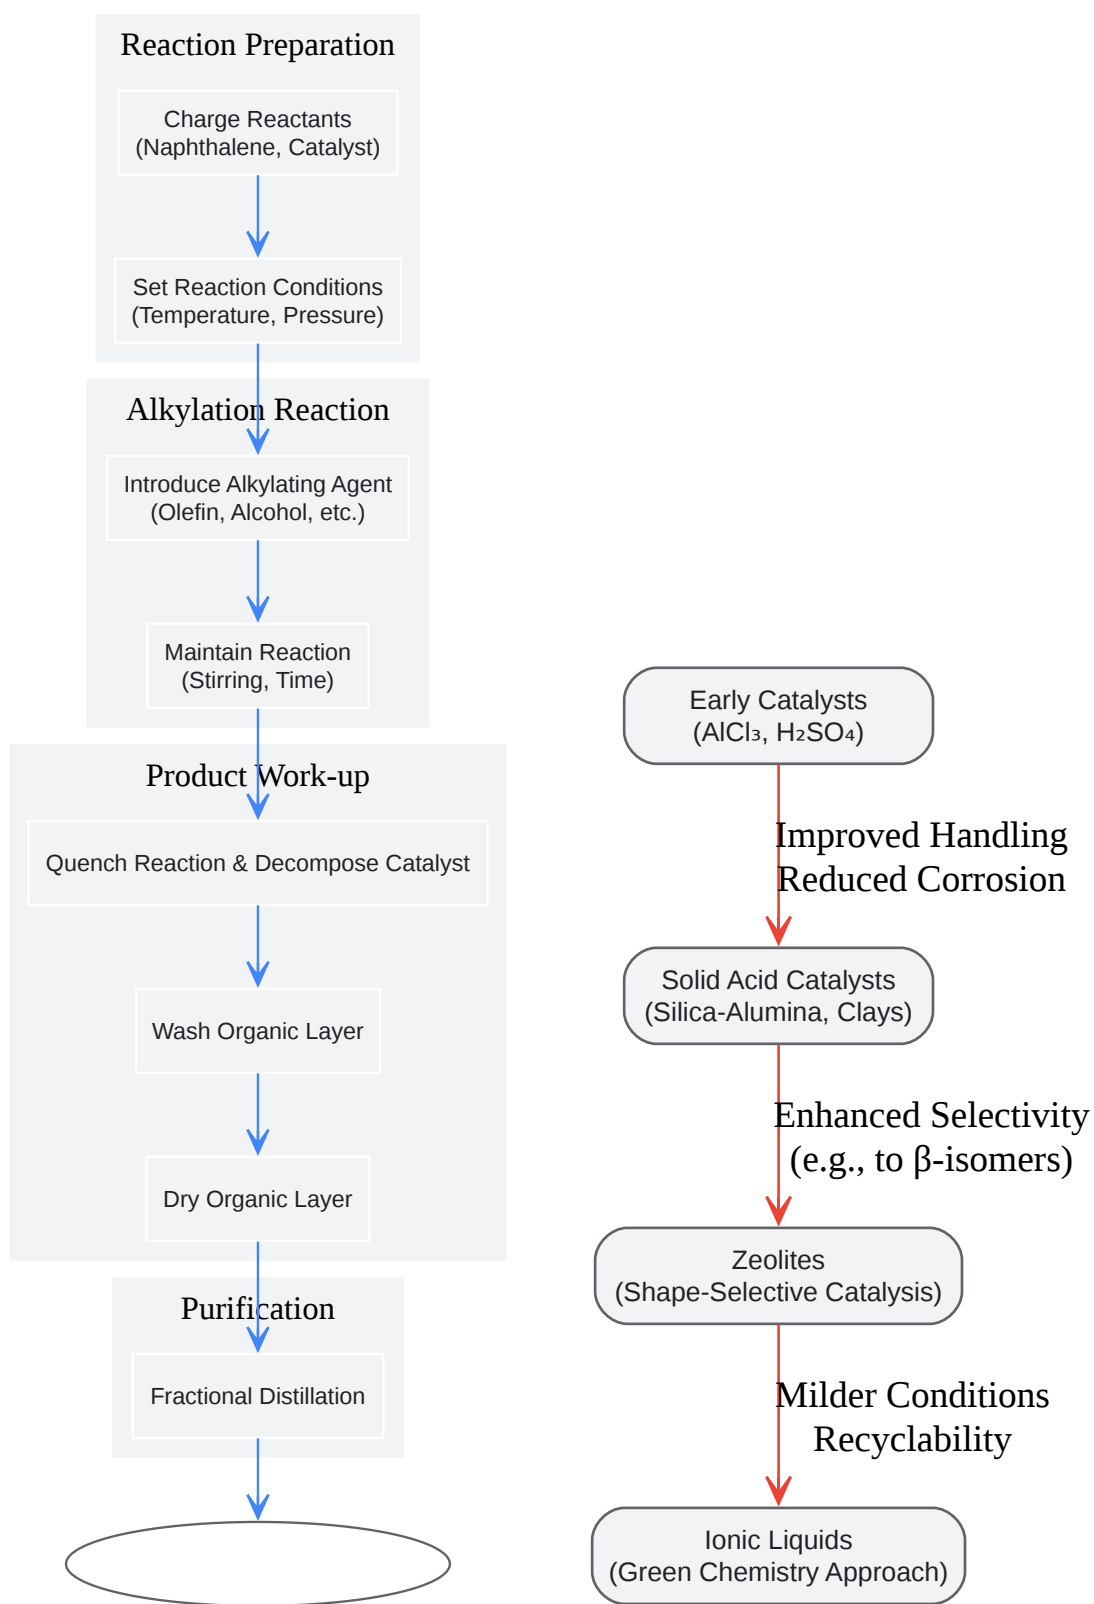 Reaction Preparation
Charge Reactants
(Naphthalene, Catalyst)
Set Reaction Conditions
(Temperature, Pressure)
Alkylation Reaction
Introduce Alkylating Agent
(Olefin, Alcohol, etc.)
Maintain Reaction
(Stirring, Time)
Product Work-up
Quench Reaction & Decompose Catalyst
Wash Organic Layer
Dry Organic Layer
Purification
Fractional Distillation
Early Catalysts
(AlCl₃, H₂SO₄)
Improved Handling
Reduced Corrosion
Solid Acid Catalysts
(Silica-Alumina, Clays)
Enhanced Selectivity
(e.g., to β-isomers)
Zeolites
(Shape-Selective Catalysis)
Milder Conditions
Recyclability
Ionic Liquids
(Green Chemistry Approach)